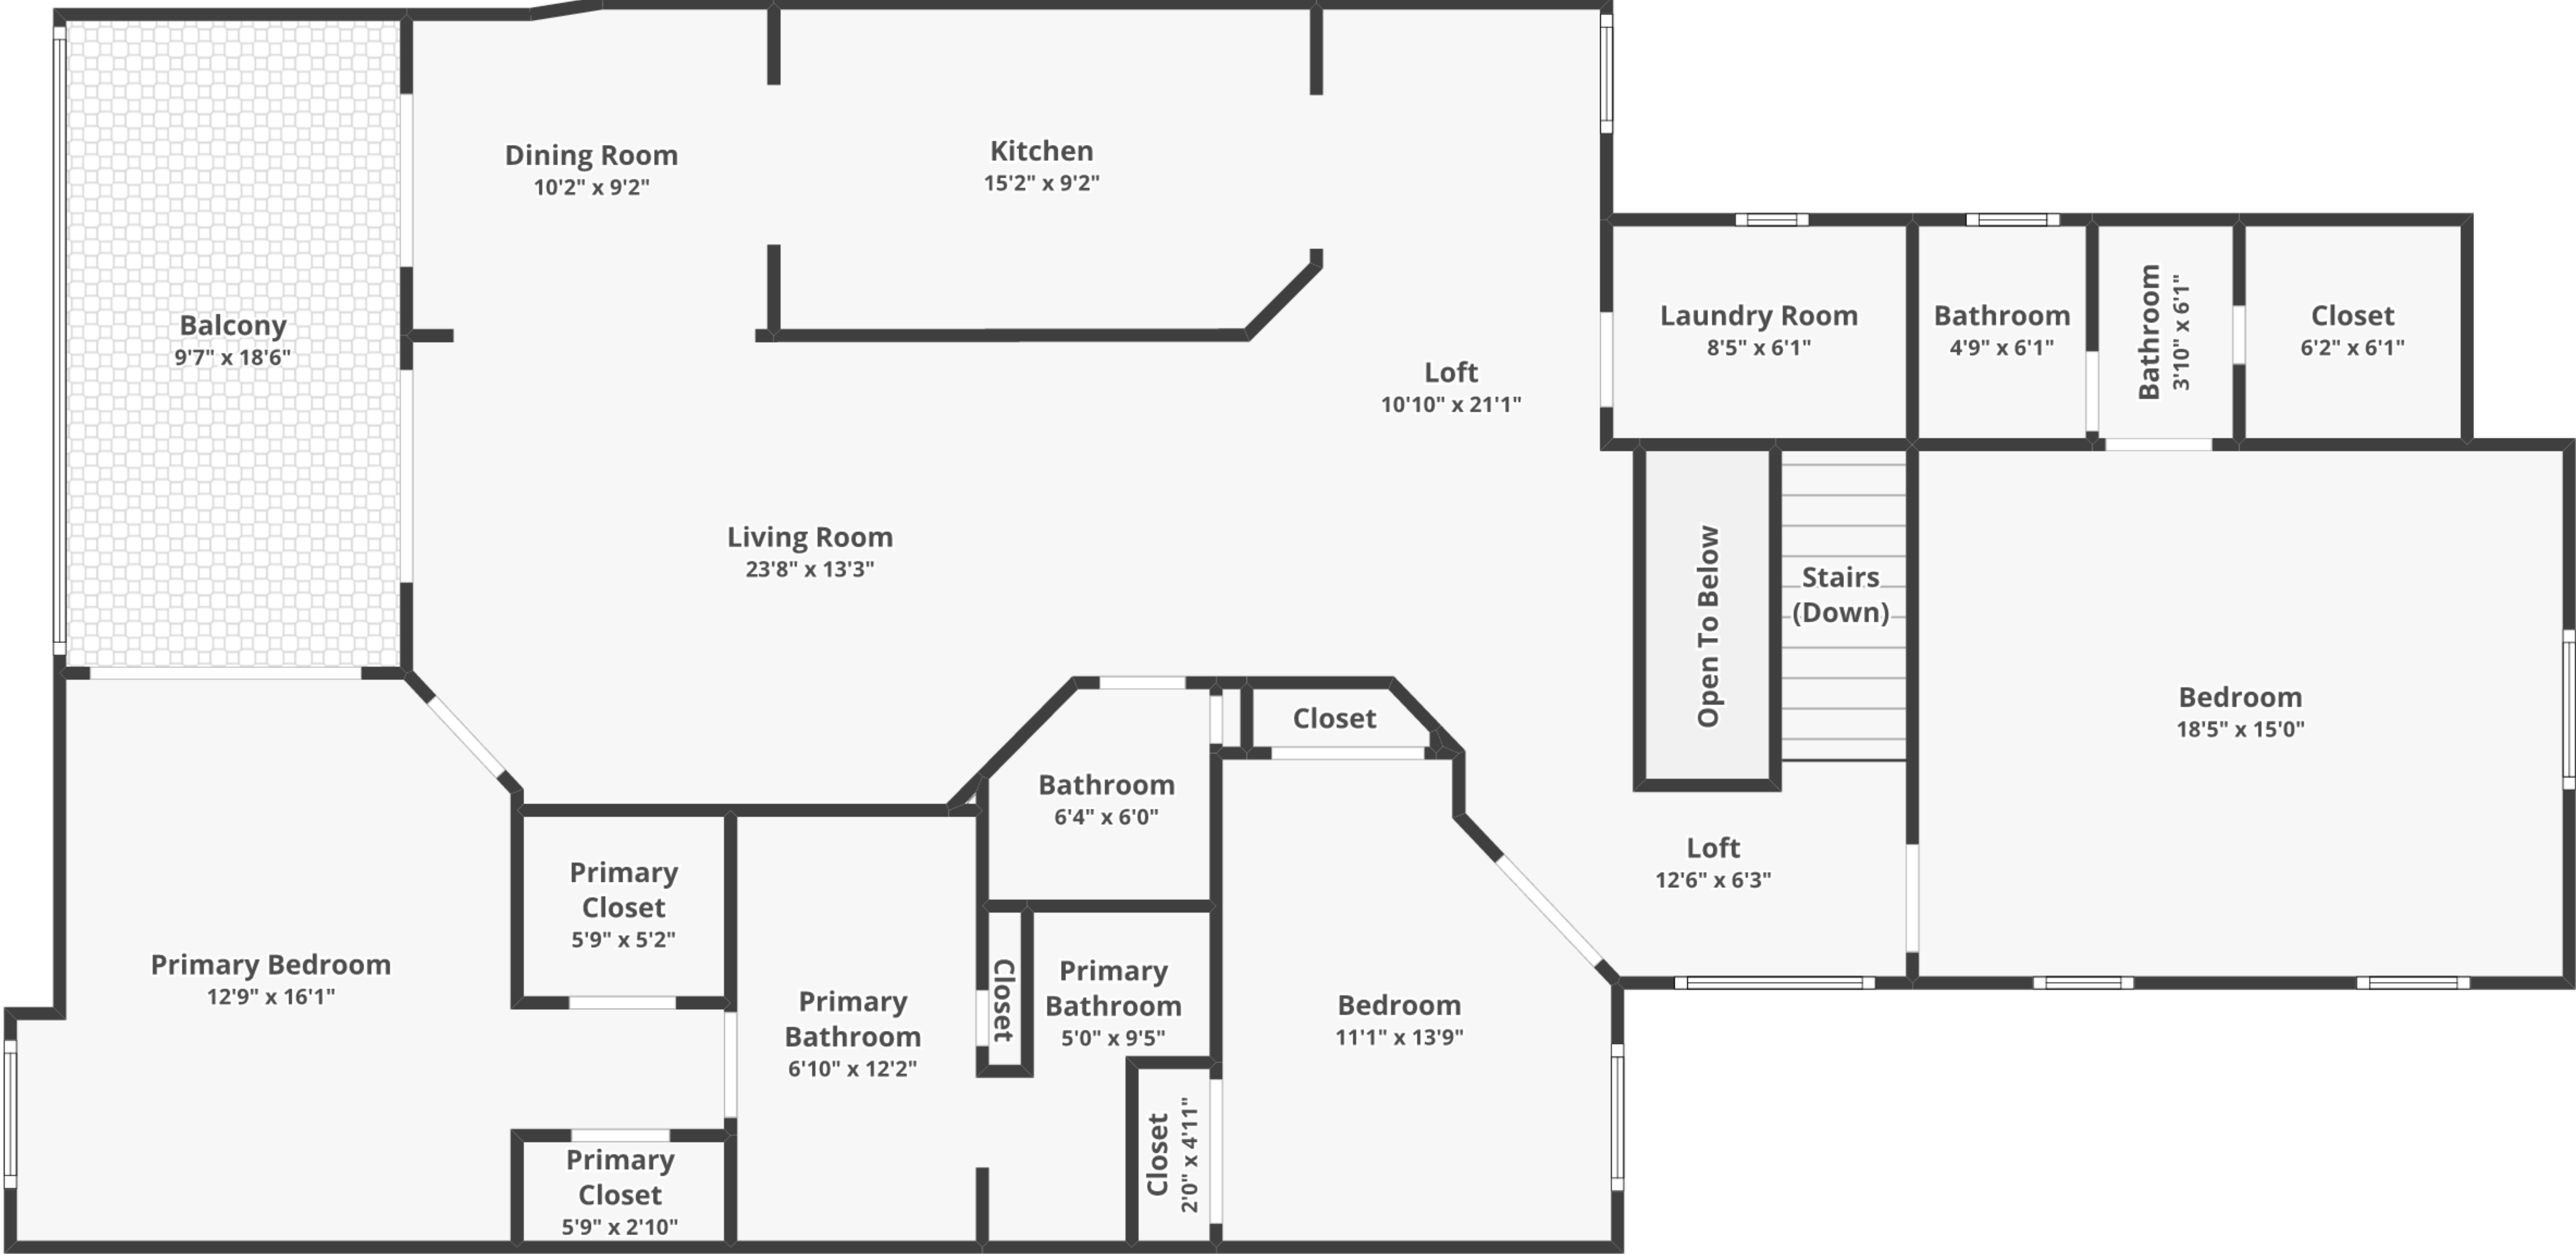 Dining Room
10'2" x 9'2"
Kitchen
15'2" x 9'2"
Balcony
9'7" x 18'6"
Loft
10'10" x 21'1"
Laundry Room
8'5" x 6'1"
Bathroom
4'9" x 6'1"
Bathroom
3'10" x 6'1"
Closet
6'2" x 6'1"
Living Room
23'8" x 13'3"
Open To Below
Stairs
(Down)
Bedroom
18'5" x 15'0"
Closet
Bathroom
6'4" x 6'0"
Loft
12'6" x 6'3"
Primary
Closet
5'9" x 5'2"
Primary Bedroom
12'9" x 16'1"
Primary
Bathroom
6'10" x 12'2"
Closet
Primary
Bathroom
5'0" x 9'5"
Bedroom
11'1" x 13'9"
Closet
2'0" x 4'11"
Primary
Closet
5'9" x 2'10"